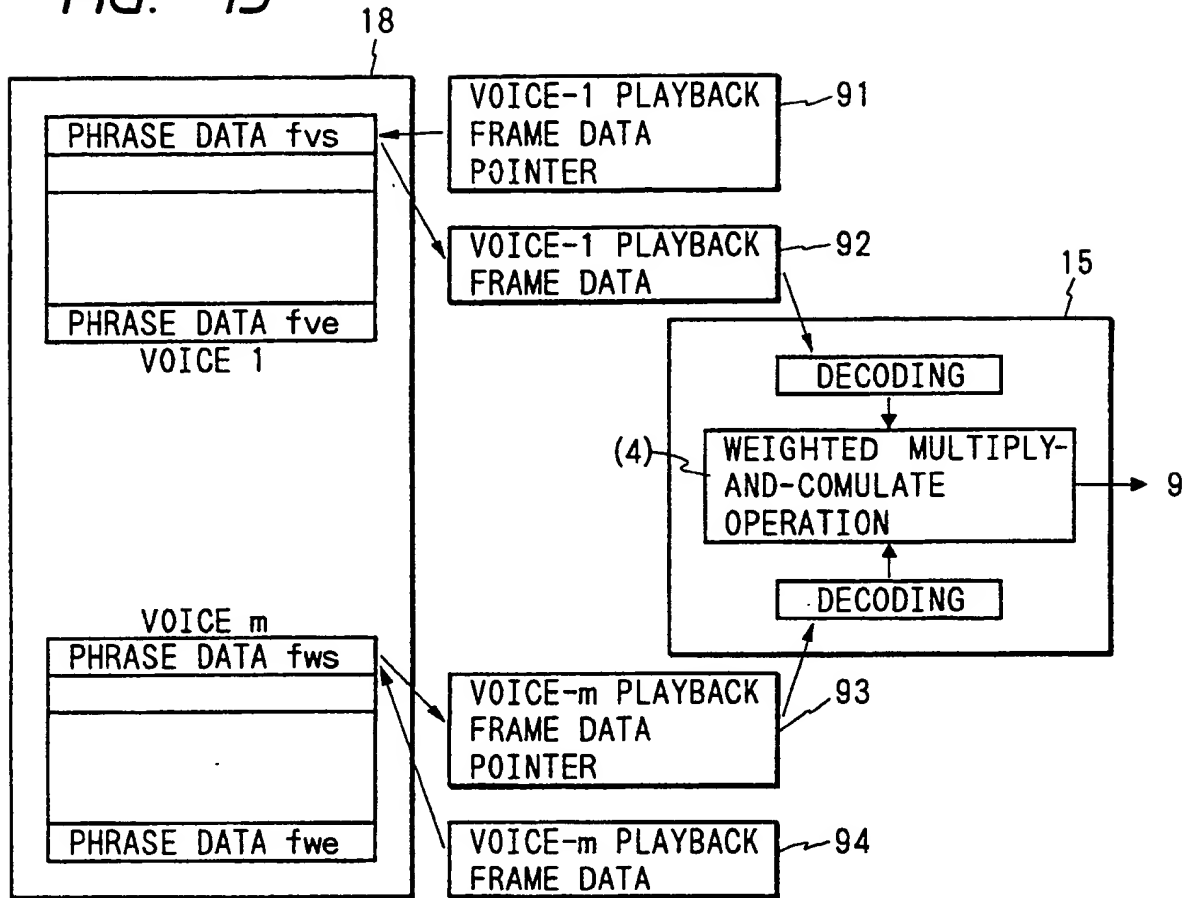 18
VOICE-1 PLAYBACK
FRAME DATA
POINTER
91
PHRASE DATA fvs
VOICE-1 PLAYBACK
FRAME DATA
92
PHRASE DATA fve
VOICE 1
15
DECODING
(4)
WEIGHTED MULTIPLY-
AND-COMULATE
OPERATION
9
DECODING
VOICE m
PHRASE DATA fws
VOICE-m PLAYBACK
FRAME DATA
POINTER
93
PHRASE DATA fwe
VOICE-m PLAYBACK
FRAME DATA
94